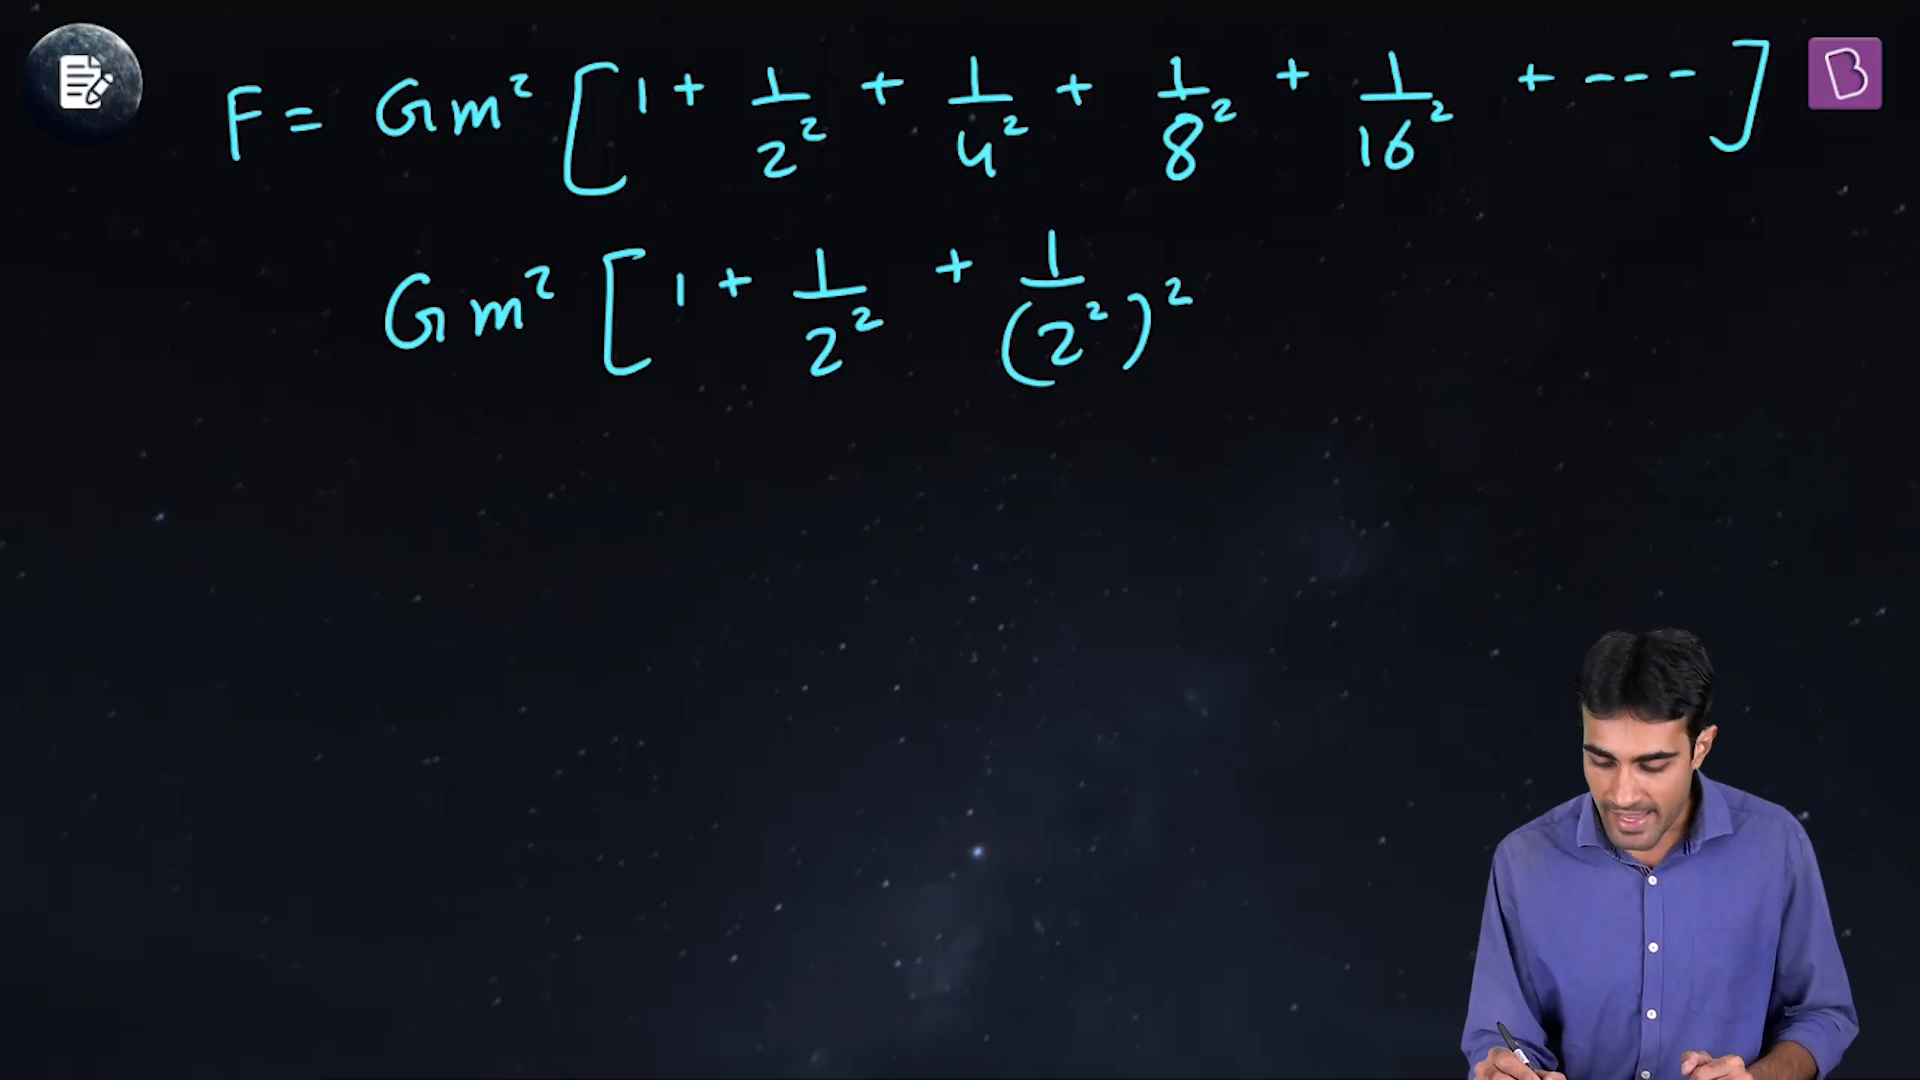 F = Gm² [ 1 + 1/2² + 1/4² + 1/8² + 1/16² + --- ]
Gm² [ 1 + 1/2² + 1/(2²)²